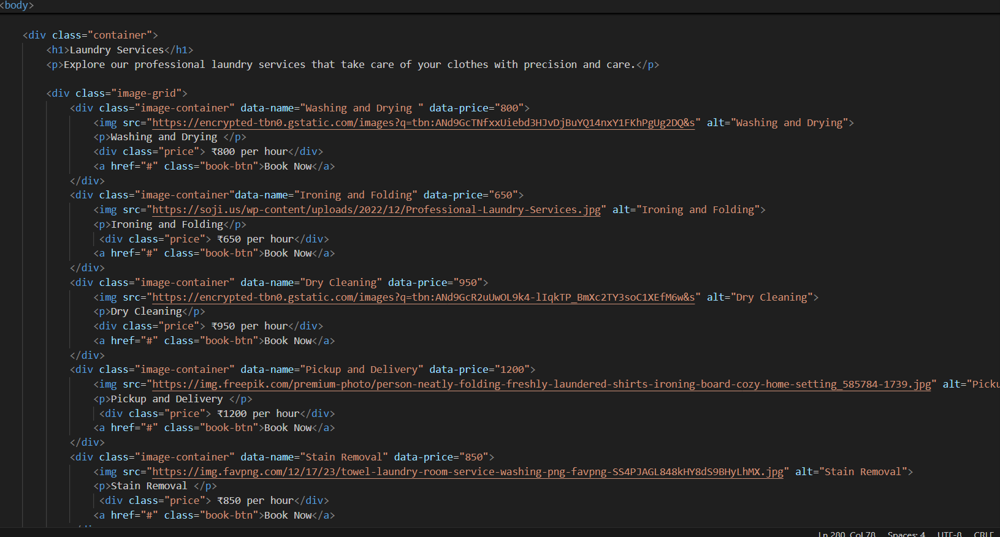 <body>
<div class="container">
<h1>Laundry Services</h1>
<p>Explore our professional laundry services that take care of your clothes with precision and care.</p>
<div class="image-grid">
<div class="image-container" data-name="Washing and Drying " data-price="800">
<img src="https://encrypted-tbn0.gstatic.com/images?q=tbn:ANd9GcTNfxxUiebd3HJvDjBuYQ14nxY1FKhPgUg2DQ&s" alt="Washing and Drying">
<p>Washing and Drying </p>
<div class="price"> ₹800 per hour</div>
<a href="#" class="book-btn">Book Now</a>
</div>
<div class="image-container"data-name="Ironing and Folding" data-price="650">
<img src="https://soji.us/wp-content/uploads/2022/12/Professional-Laundry-Services.jpg" alt="Ironing and Folding">
<p>Ironing and Folding</p>
<div class="price"> ₹650 per hour</div>
<a href="#" class="book-btn">Book Now</a>
</div>
<div class="image-container" data-name="Dry Cleaning" data-price="950">
<img src="https://encrypted-tbn0.gstatic.com/images?q=tbn:ANd9GcR2uUwOL9k4-lIqkTP_BmXc2TY3soC1XEfM6w&s" alt="Dry Cleaning">
<p>Dry Cleaning</p>
<div class="price"> ₹950 per hour</div>
<a href="#" class="book-btn">Book Now</a>
</div>
<div class="image-container" data-name="Pickup and Delivery" data-price="1200">
<img src="https://img.freepik.com/premium-photo/person-neatly-folding-freshly-laundered-shirts-ironing-board-cozy-home-setting_585784-1739.jpg" alt="Picku
<p>Pickup and Delivery </p>
<div class="price"> ₹1200 per hour</div>
<a href="#" class="book-btn">Book Now</a>
</div>
<div class="image-container" data-name="Stain Removal" data-price="850">
<img src="https://img.favpng.com/12/17/23/towel-laundry-room-service-washing-png-favpng-SS4PJAGL848kHY8dS9BHyLhMX.jpg" alt="Stain Removal">
<p>Stain Removal </p>
<div class="price"> ₹850 per hour</div>
<a href="#" class="book-btn">Book Now</a>
Ln 280, Col 78 Spaces: 4 UTF-8 CRLF